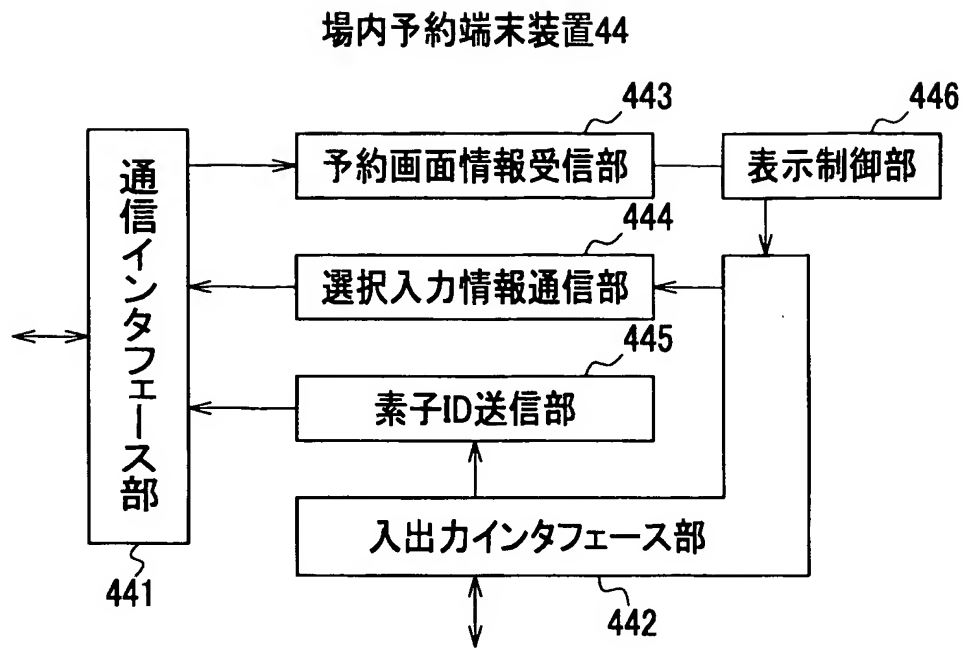 場内予約端末装置44
443
446
予約画面情報受信部
表示制御部
通信インタフェース部
444
選択入力情報通信部
445
素子ID送信部
入出力インタフェース部
441
442